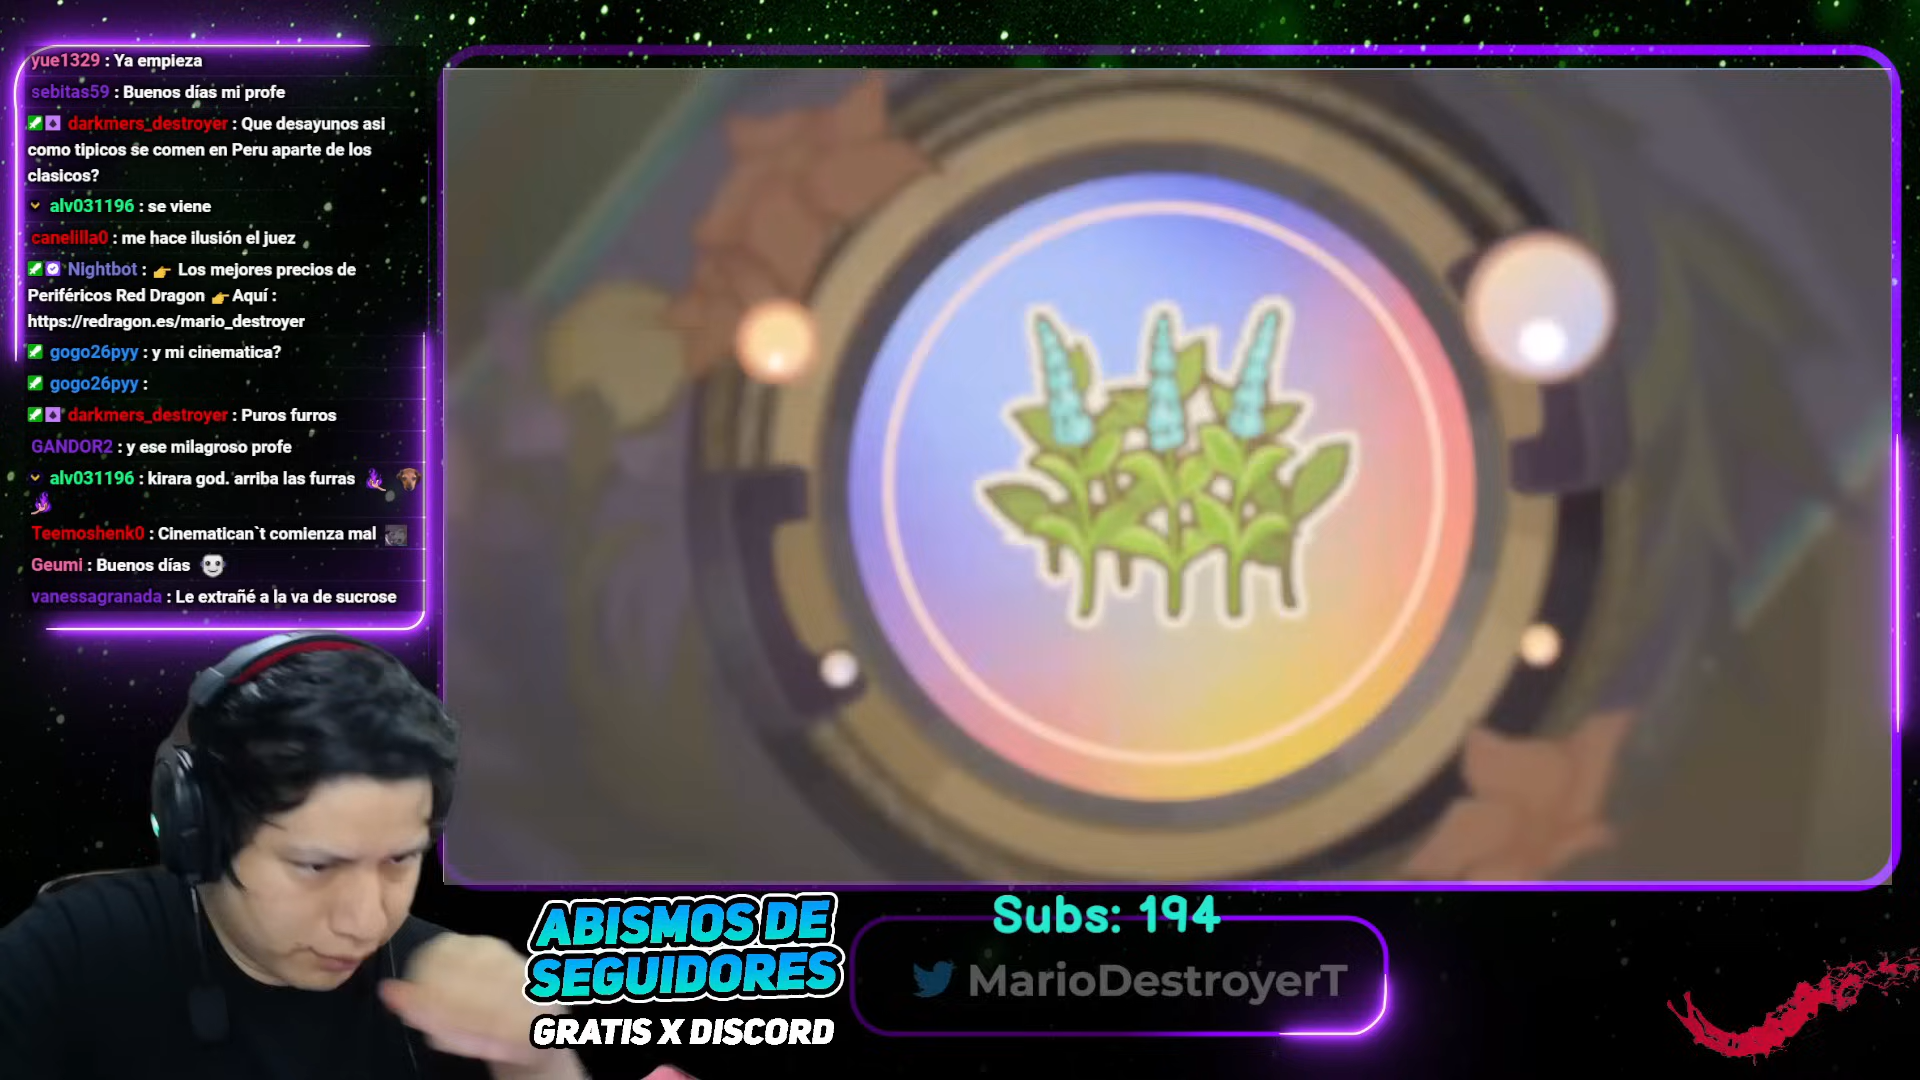 yue1329 : Ya empieza
sebitas59 : Buenos días mi profe
darkmers_destroyer : Que desayunos asi
como tipicos se comen en Peru aparte de los
clasicos?
alv031196 : se viene
canelilla0 : me hace ilusión el juez
Nightbot : 👉 Los mejores precios de
Periféricos Red Dragon 👉 Aquí :
https://redragon.es/mario_destroyer
gogo26pyy : y mi cinematica?
gogo26pyy :
darkmers_destroyer : Puros furros
GANDOR2 : y ese milagroso profe
alv031196 : kirara god. arriba las furras
Teemoshenk0 : Cinematican`t comienza mal
Geumi : Buenos días
vanessagranada : Le extrañé a la va de sucrose
ABISMOS DE
SEGUIDORES
GRATIS X DISCORD
Subs: 194
MarioDestroyerT